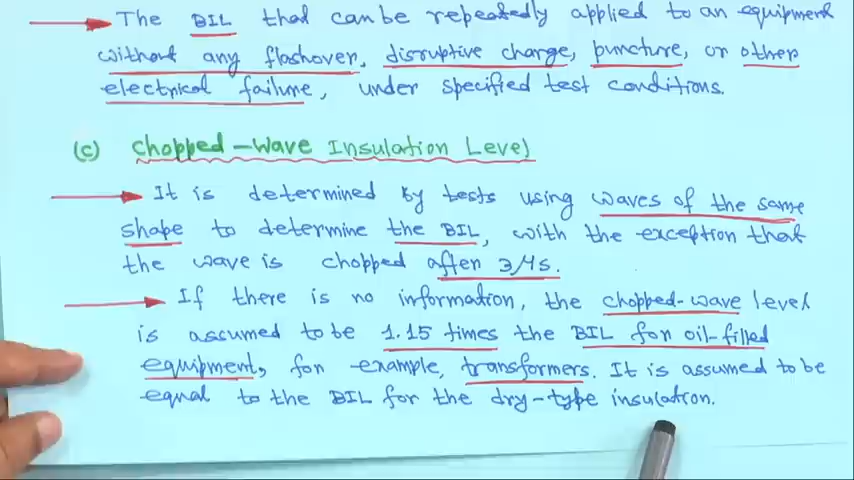 The BIL that can be repeatedly applied to an equipment
without any flashover, disruptive charge, puncture, or other
electrical failure, under specified test conditions.
(c) Chopped-Wave Insulation Level
It is determined by tests using waves of the same
shape to determine the BIL, with the exception that
the wave is chopped after 3μs.
If there is no information, the chopped-wave level
is assumed to be 1.15 times the BIL for oil-filled
equipment, for example, transformers. It is assumed to be
equal to the BIL for the dry-type insulation.